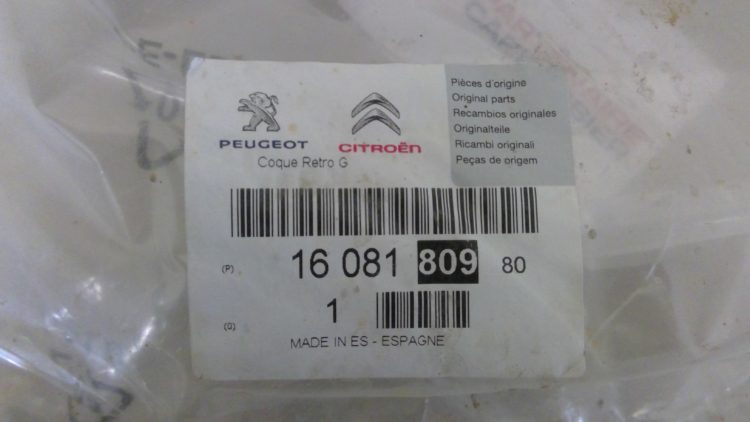 PEUGEOT CITROËN
Coque Retro G
Pièces d'origine
Original parts
Recambios originales
Originalteile
Ricambi originali
Peças de origem
(P) 16 081 809 80
(Q) 1
MADE IN ES - ESPAGNE